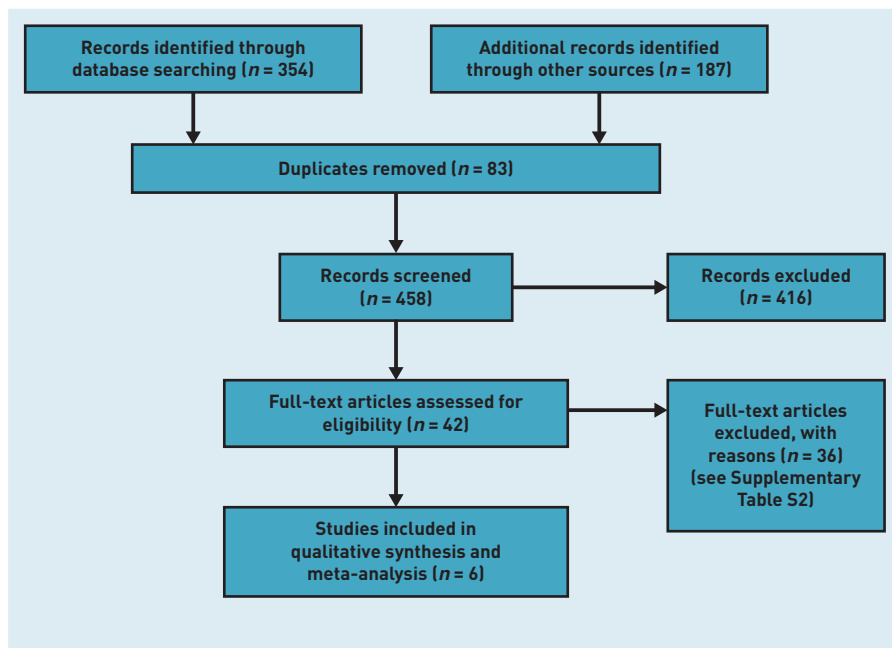 Records identified through
database searching (n = 354)
Additional records identified
through other sources (n = 187)
Duplicates removed (n = 83)
Records screened
(n = 458)
Records excluded
(n = 416)
Full-text articles assessed for
eligibility (n = 42)
Full-text articles
excluded, with
reasons (n = 36)
(see Supplementary
Table S2)
Studies included in
qualitative synthesis and
meta-analysis (n = 6)